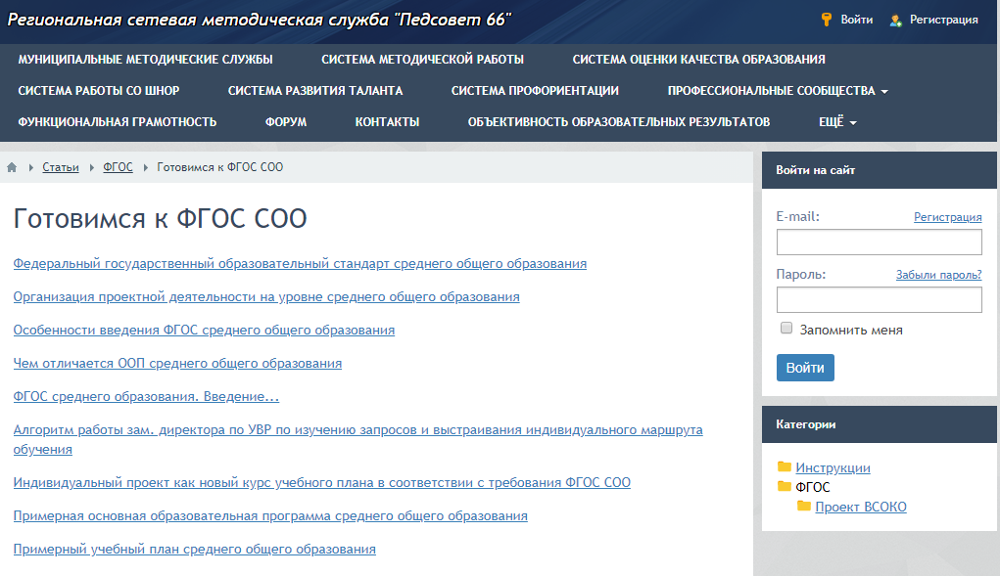 Региональная сетевая методическая служба "Педсовет 66"
Войти
Регистрация
МУНИЦИПАЛЬНЫЕ МЕТОДИЧЕСКИЕ СЛУЖБЫ
СИСТЕМА МЕТОДИЧЕСКОЙ РАБОТЫ
СИСТЕМА ОЦЕНКИ КАЧЕСТВА ОБРАЗОВАНИЯ
СИСТЕМА РАБОТЫ СО ШНОР
СИСТЕМА РАЗВИТИЯ ТАЛАНТА
СИСТЕМА ПРОФОРИЕНТАЦИИ
ПРОФЕССИОНАЛЬНЫЕ СООБЩЕСТВА
ФУНКЦИОНАЛЬНАЯ ГРАМОТНОСТЬ
ФОРУМ
КОНТАКТЫ
ОБЪЕКТИВНОСТЬ ОБРАЗОВАТЕЛЬНЫХ РЕЗУЛЬТАТОВ
ЕЩЁ
Статьи
ФГОС
Готовимся к ФГОС СОО
Готовимся к ФГОС СОО
Федеральный государственный образовательный стандарт среднего общего образования
Организация проектной деятельности на уровне среднего общего образования
Особенности введения ФГОС среднего общего образования
Чем отличается ООП среднего общего образования
ФГОС среднего образования. Введение...
Алгоритм работы зам. директора по УВР по изучению запросов и выстраивания индивидуального маршрута
обучения
Индивидуальный проект как новый курс учебного плана в соответствии с требования ФГОС СОО
Примерная основная образовательная программа среднего общего образования
Примерный учебный план среднего общего образования
Войти на сайт
E-mail:
Регистрация
Пароль:
Забыли пароль?
Запомнить меня
Войти
Категории
Инструкции
ФГОС
Проект ВСОКО